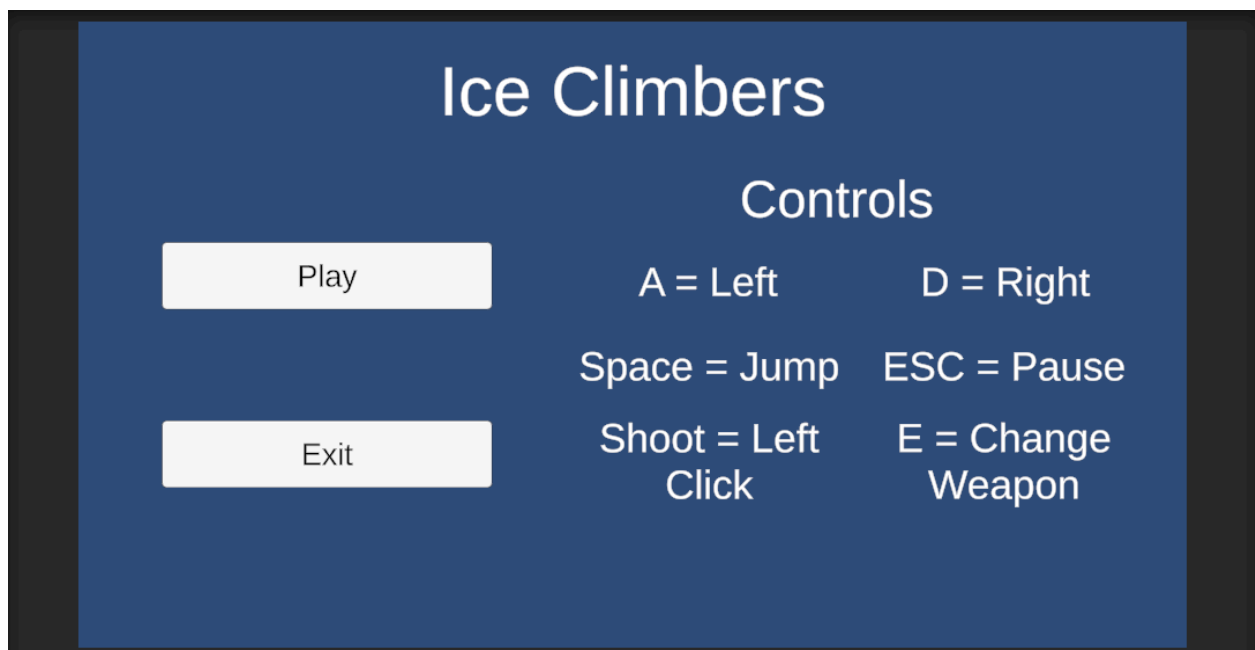 Ice Climbers
Controls
Play
A = Left
D = Right
Space = Jump
ESC = Pause
Exit
Shoot = Left
Click
E = Change
Weapon